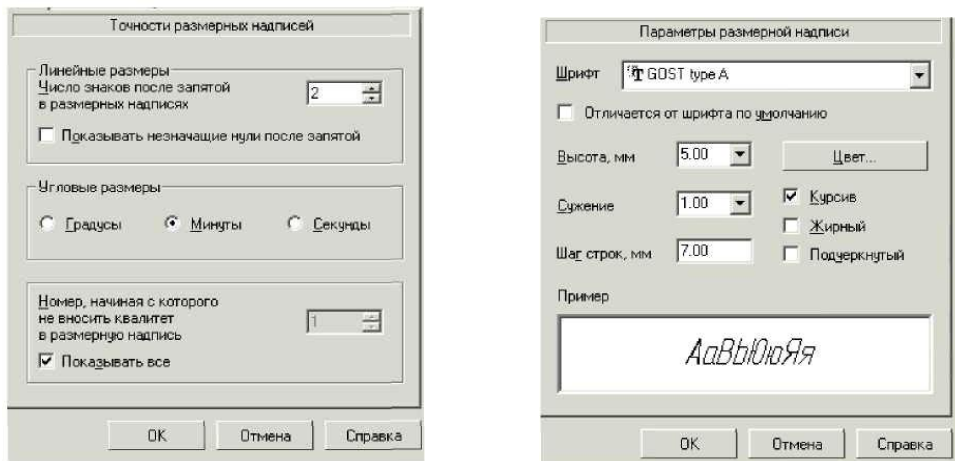 Точности размерных надписей
Линейные размеры
Число знаков после запятой
в размерных надписях
2
Показывать незначащие нули после запятой
Угловые размеры
Градусы Минуты Секунды
Номер, начиная с которого
не вносить квалитет
в размерную надпись
1
Показывать все
OK Отмена Справка
Параметры размерной надписи
Шрифт GOST type A
Отличается от шрифта по умолчанию
Высота, мм 5.00 Цвет...
Сужение 1.00 Курсив
Жирный
Шаг строк, мм 7.00 Подчеркнутый
Пример
АаВbЮюЯя
OK Отмена Справка